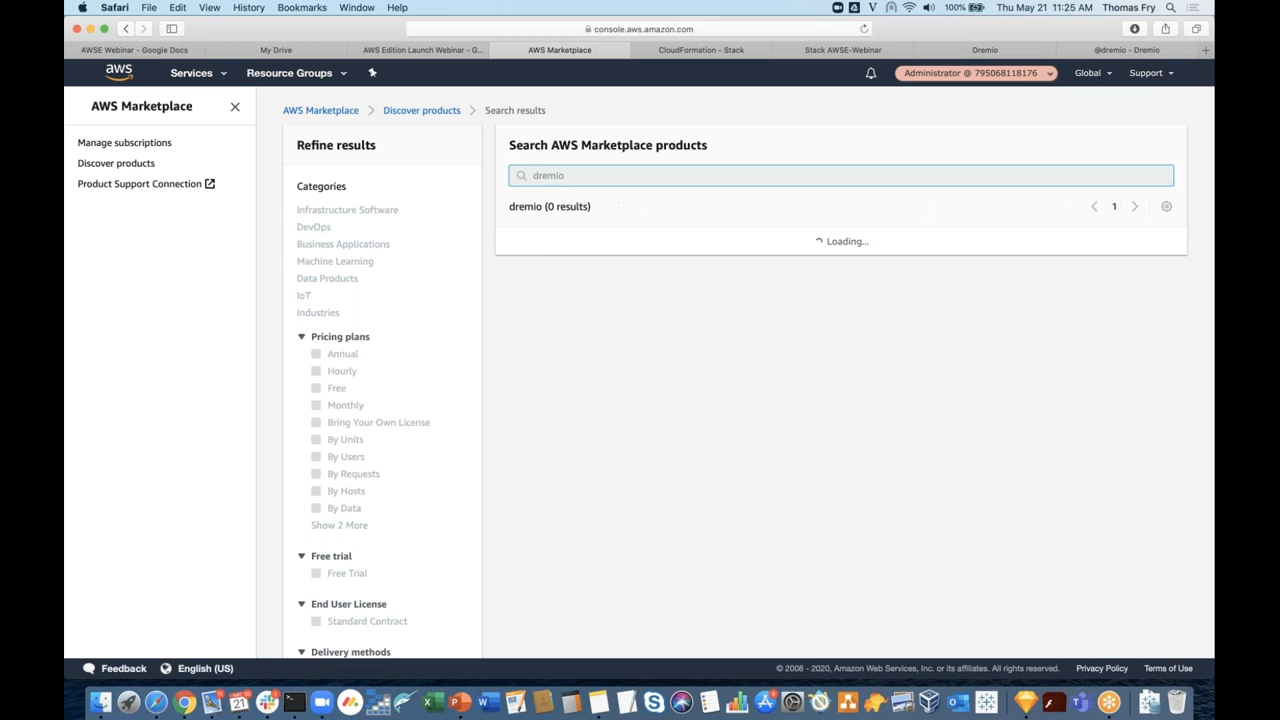 Safari File Edit View History Bookmarks Window Help 100% Thu May 21 11:25 AM Thomas Fry
console.aws.amazon.com
AWSE Webinar - Google Docs My Drive AWS Edition Launch Webinar - G... AWS Marketplace CloudFormation - Stack Stack AWSE-Webinar Dremio @dremio - Dremio
aws Services Resource Groups Administrator @ 795068118176 Global Support
AWS Marketplace
Manage subscriptions
Discover products
Product Support Connection
AWS Marketplace Discover products Search results
Refine results
Categories
Infrastructure Software
DevOps
Business Applications
Machine Learning
Data Products
IoT
Industries
Pricing plans
Annual
Hourly
Free
Monthly
Bring Your Own License
By Units
By Users
By Requests
By Hosts
By Data
Show 2 More
Free trial
Free Trial
End User License
Standard Contract
Delivery methods
Search AWS Marketplace products
dremio
dremio (0 results) 1
Loading...
Feedback English (US) © 2008 - 2020, Amazon Web Services, Inc. or its affiliates. All rights reserved. Privacy Policy Terms of Use